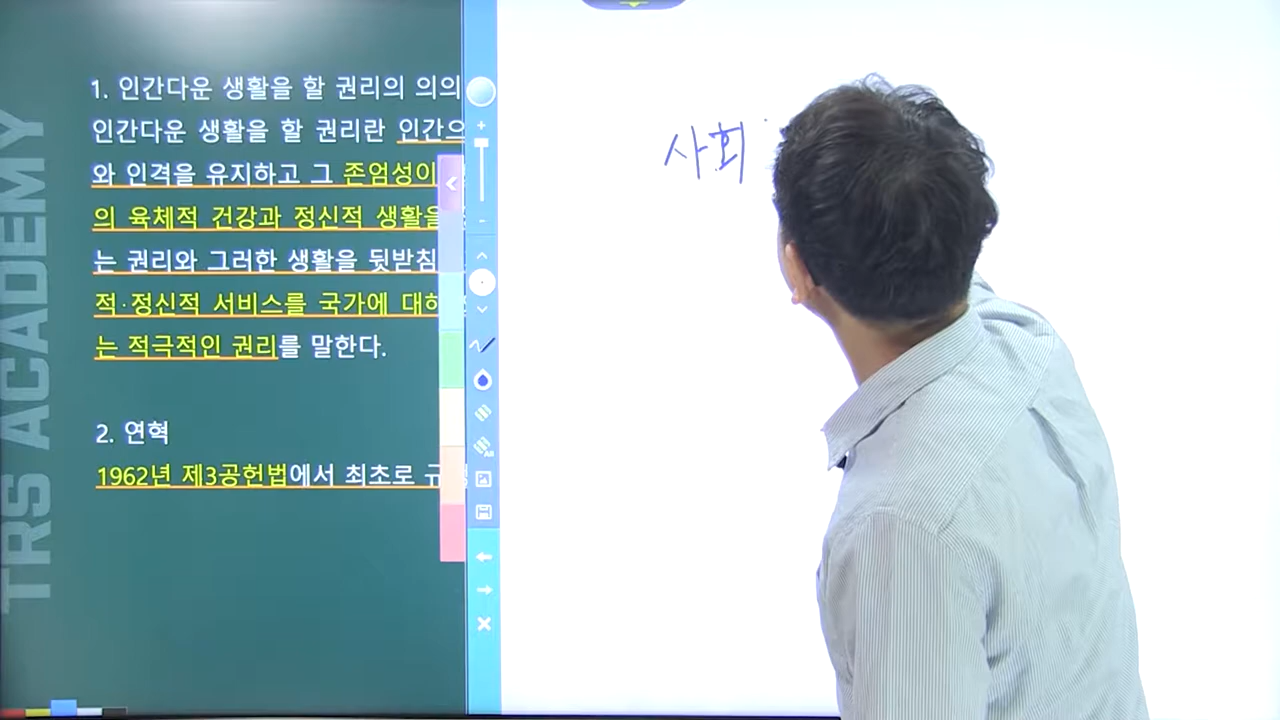 TRS ACADEMY
1. 인간다운 생활을 할 권리의 의의
인간다운 생활을 할 권리란 인간으
와 인격을 유지하고 그 존엄성이
의 육체적 건강과 정신적 생활을
는 권리와 그러한 생활을 뒷받침
적·정신적 서비스를 국가에 대해
는 적극적인 권리를 말한다.
2. 연혁
1962년 제3공헌법에서 최초로 규
사회